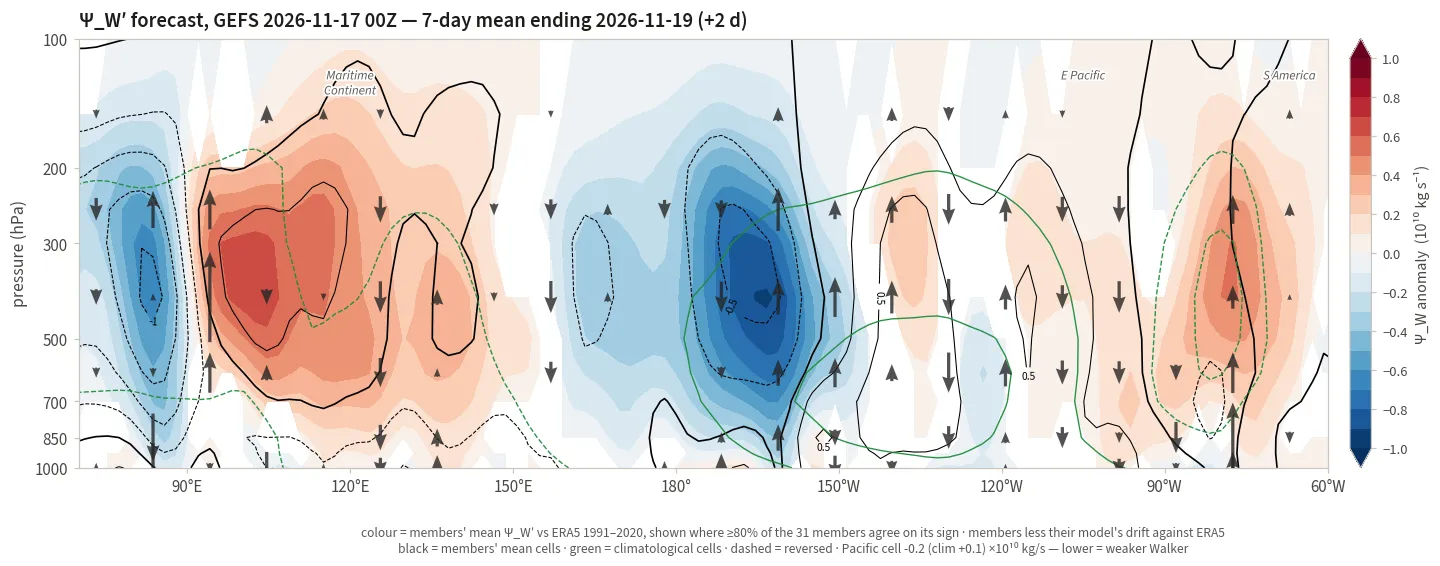 Ψ_W′ forecast, GEFS 2026-11-17 00Z — 7-day mean ending 2026-11-19 (+2 d)
100
200
300
400
500
700
850
1000
pressure (hPa)
Maritime
Continent
E Pacific
S America
-1
-0.5
0.5
0.5
0.5
90°E
120°E
150°E
180°
150°W
120°W
90°W
60°W
1.0
0.8
0.6
0.4
0.2
0.0
−0.2
−0.4
−0.6
−0.8
−1.0
Ψ_W anomaly (10¹⁰ kg s⁻¹)
colour = members' mean Ψ_W′ vs ERA5 1991–2020, shown where ≥80% of the 31 members agree on its sign · members less their model's drift against ERA5
black = members' mean cells · green = climatological cells · dashed = reversed · Pacific cell -0.2 (clim +0.1) ×10¹⁰ kg/s — lower = weaker Walker